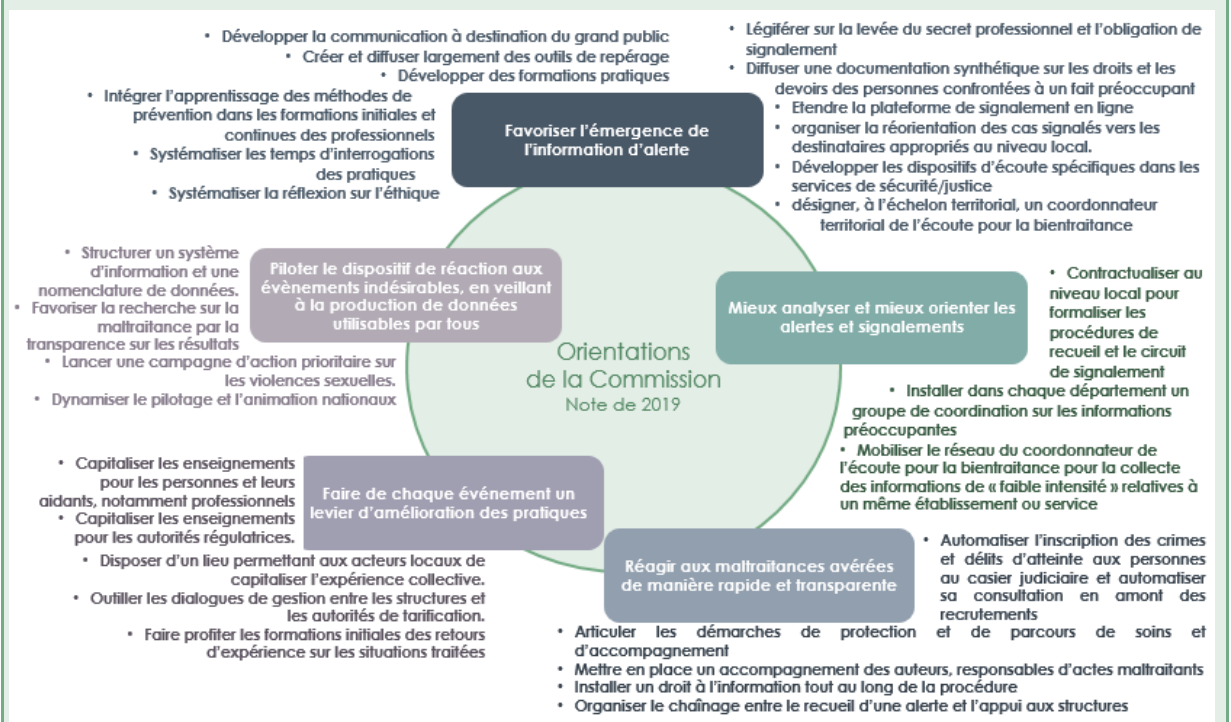 • Développer la communication à destination du grand public
• Créer et diffuser largement des outils de repérage
• Développer des formations pratiques
• Intégrer l'apprentissage des méthodes de
prévention dans les formations initiales et
continues des professionnels
• Systématiser les temps d'interrogations
des pratiques
• Systématiser la réflexion sur l'éthique
Favoriser l'émergence de
l'information d'alerte
• Légiférer sur la levée du secret professionnel et l'obligation de
signalement
• Diffuser une documentation synthétique sur les droits et les
devoirs des personnes confrontées à un fait préoccupant
• Etendre la plateforme de signalement en ligne
• organiser la réorientation des cas signalés vers les
destinataires appropriés au niveau local.
• Développer les dispositifs d'écoute spécifiques dans les
services de sécurité/justice
• désigner, à l'échelon territorial, un coordonnateur
territorial de l'écoute pour la bientraitance
• Structurer un système
d'information et une
nomenclature de données.
• Favoriser la recherche sur la
maltraitance par la
transparence sur les résultats
• Lancer une campagne d'action prioritaire sur
les violences sexuelles.
• Dynamiser le pilotage et l'animation nationaux
Piloter le dispositif de réaction aux
évènements indésirables, en veillant
à la production de données
utilisables par tous
Orientations
de la Commission
Note de 2019
Mieux analyser et mieux orienter les
alertes et signalements
• Contractualiser au
niveau local pour
formaliser les
procédures de
recueil et le circuit
de signalement
• Installer dans chaque département un
groupe de coordination sur les informations
préoccupantes
• Mobiliser le réseau du coordonnateur de
l'écoute pour la bientraitance pour la collecte
des informations de « faible intensité » relatives à
un même établissement ou service
• Capitaliser les enseignements
pour les personnes et leurs
aidants, notamment professionnels
• Capitaliser les enseignements
pour les autorités régulatrices.
• Disposer d'un lieu permettant aux acteurs locaux de
capitaliser l'expérience collective.
• Outiller les dialogues de gestion entre les structures et
les autorités de tarification.
• Faire profiter les formations initiales des retours
d'expérience sur les situations traitées
Faire de chaque événement un
levier d'amélioration des pratiques
Réagir aux maltraitances avérées
de manière rapide et transparente
• Automatiser l'inscription des crimes
et délits d'atteinte aux personnes
au casier judiciaire et automatiser
sa consultation en amont des
recrutements
• Articuler les démarches de protection et de parcours de soins et
d'accompagnement
• Mettre en place un accompagnement des auteurs, responsables d'actes maltraitants
• Installer un droit à l'information tout au long de la procédure
• Organiser le chaînage entre le recueil d'une alerte et l'appui aux structures